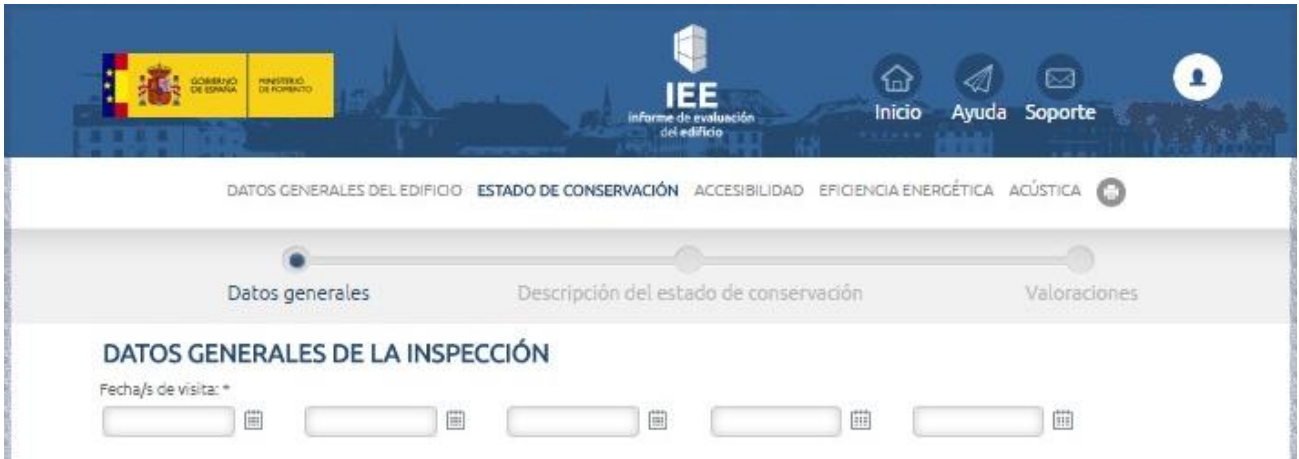 GOBIERNO
DE ESPAÑA
MINISTERIO
DE FOMENTO
IEE
informe de evaluación
del edificio
Inicio
Ayuda
Soporte
DATOS GENERALES DEL EDIFICIO ESTADO DE CONSERVACIÓN ACCESIBILIDAD EFICIENCIA ENERGÉTICA ACÚSTICA
Datos generales
Descripción del estado de conservación
Valoraciones
DATOS GENERALES DE LA INSPECCIÓN
Fecha/s de visita: *